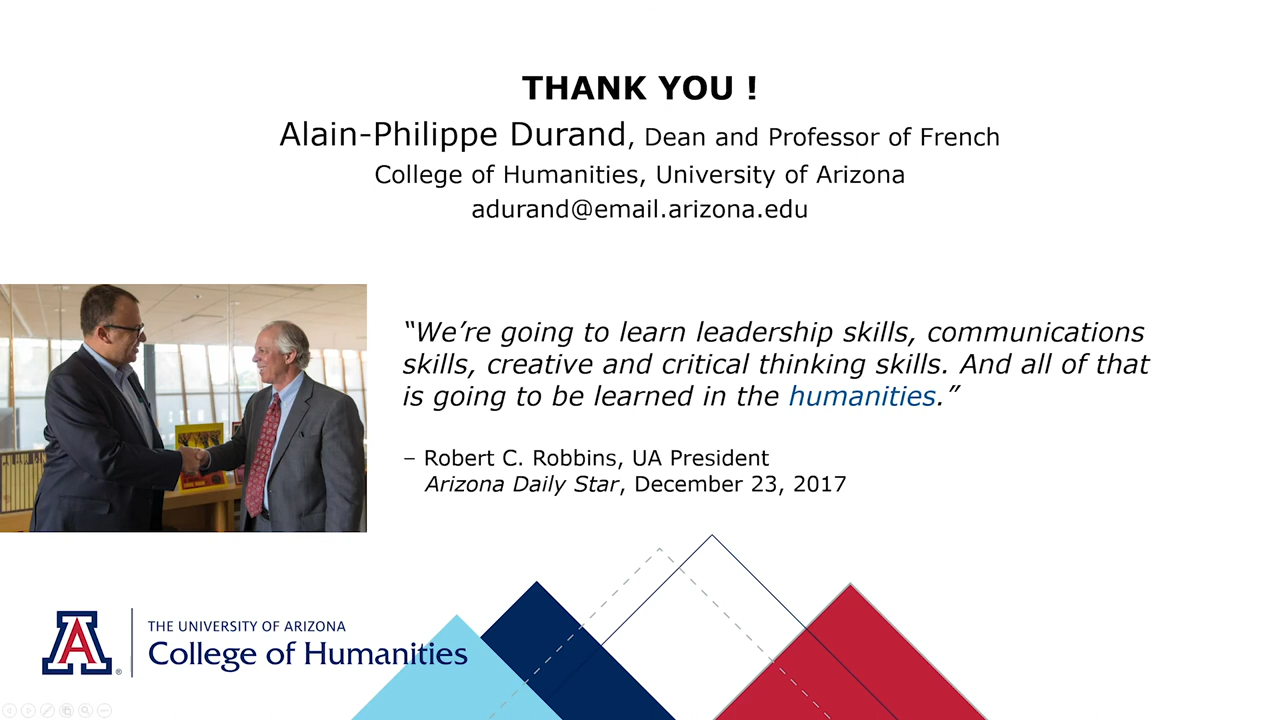 THANK YOU !
Alain-Philippe Durand, Dean and Professor of French
College of Humanities, University of Arizona
adurand@email.arizona.edu
“We’re going to learn leadership skills, communications
skills, creative and critical thinking skills. And all of that
is going to be learned in the humanities.”
– Robert C. Robbins, UA President
Arizona Daily Star, December 23, 2017
A®
THE UNIVERSITY OF ARIZONA
College of Humanities